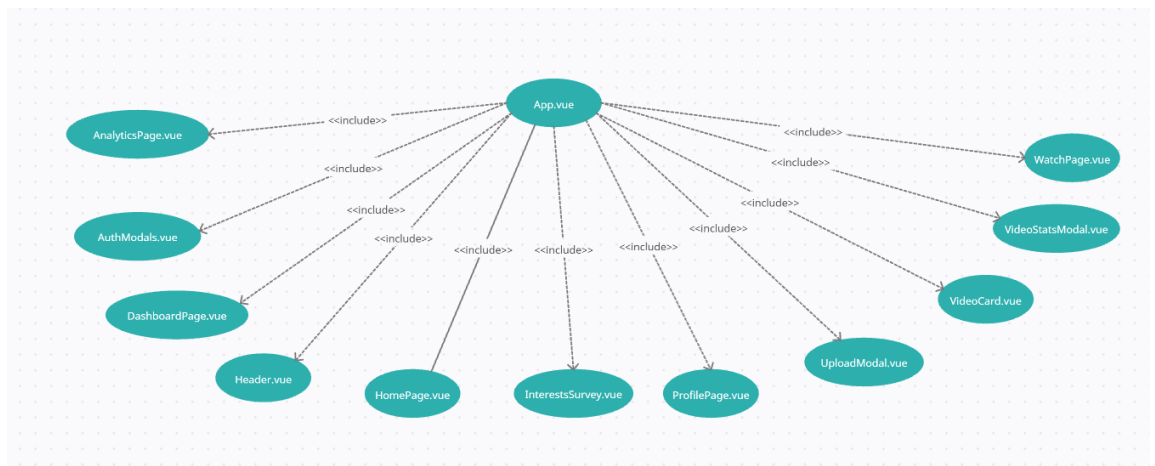 App.vue
AnalyticsPage.vue
<<include>>
<<include>>
WatchPage.vue
<<include>>
<<include>>
<<include>>
<<include>>
AuthModals.vue
<<include>>
<<include>>
VideoStatsModal.vue
<<include>>
<<include>>
<<include>>
VideoCard.vue
DashboardPage.vue
UploadModal.vue
Header.vue
HomePage.vue
InterestsSurvey.vue
ProfilePage.vue